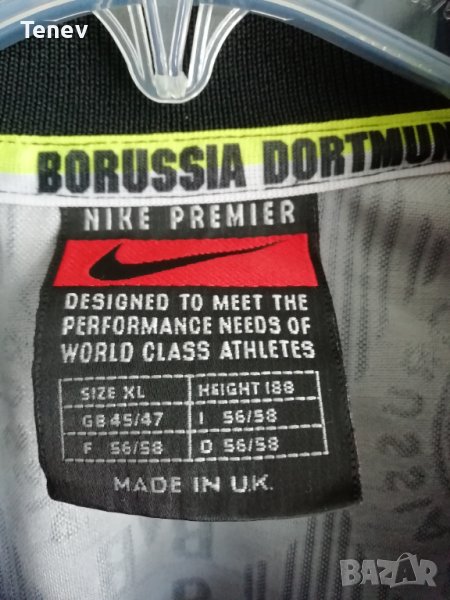 Tenev
BORUSSIA DORTMUN
NIKE PREMIER
DESIGNED TO MEET THE
PERFORMANCE NEEDS OF
WORLD CLASS ATHLETES
SIZE XL HEIGHT 188
GB 45/47 I 56/58
F 56/58 D 56/58
MADE IN U.K.
BAZAR